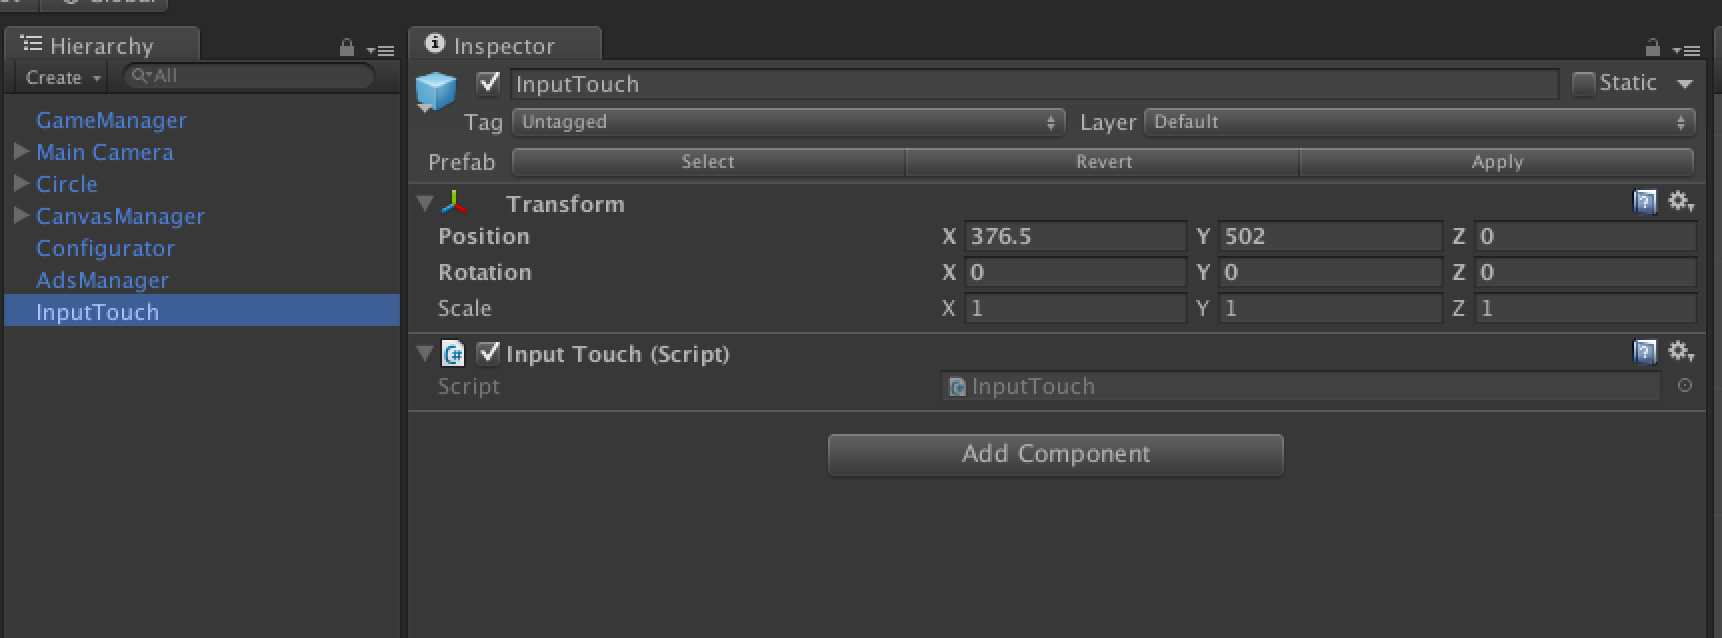 Global
Hierarchy
Create
All
GameManager
Main Camera
Circle
CanvasManager
Configurator
AdsManager
InputTouch
Inspector
InputTouch
Static
Tag Untagged Layer Default
Prefab Select Revert Apply
Transform
Position X 376.5 Y 502 Z 0
Rotation X 0 Y 0 Z 0
Scale X 1 Y 1 Z 1
C# Input Touch (Script)
Script InputTouch
Add Component